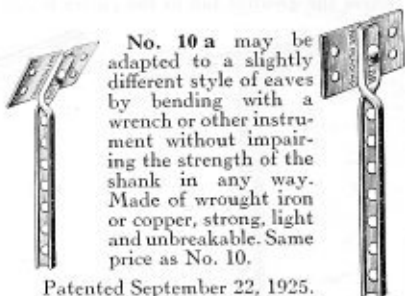 No. 10 a may be
adapted to a slightly
different style of eaves
by bending with a
wrench or other instru-
ment without impair-
ing the strength of the
shank in any way.
Made of wrought iron
or copper, strong, light
and unbreakable. Same
price as No. 10.
Patented September 22, 1925.